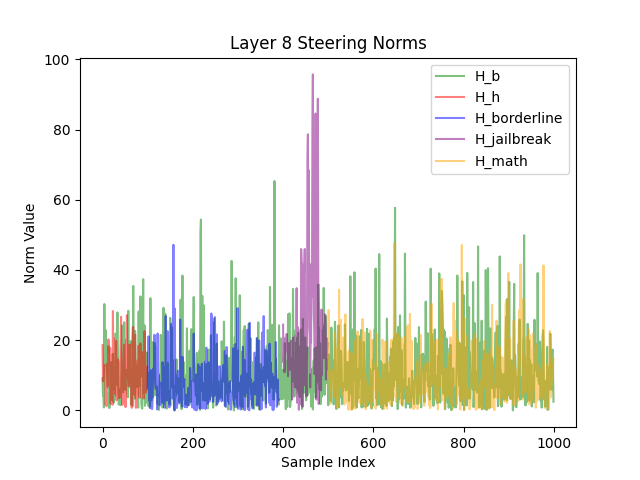 Layer 8 Steering Norms
100
80
60
40
20
0
Norm Value
H_b
H_h
H_borderline
H_jailbreak
H_math
0 200 400 600 800 1000
Sample Index